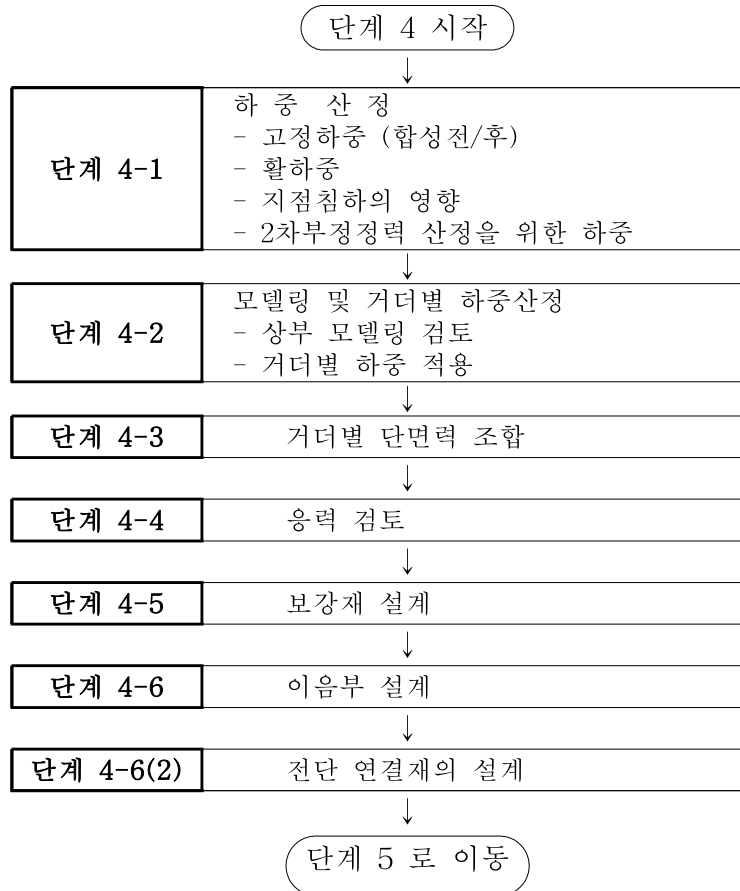 단계 4 시작
단계 4-1
하 중 산 정
- 고정하중 (합성전/후)
- 활하중
- 지점침하의 영향
- 2차부정정력 산정을 위한 하중
단계 4-2
모델링 및 거더별 하중산정
- 상부 모델링 검토
- 거더별 하중 적용
단계 4-3 거더별 단면력 조합
단계 4-4 응력 검토
단계 4-5 보강재 설계
단계 4-6 이음부 설계
단계 4-6(2) 전단 연결재의 설계
단계 5 로 이동